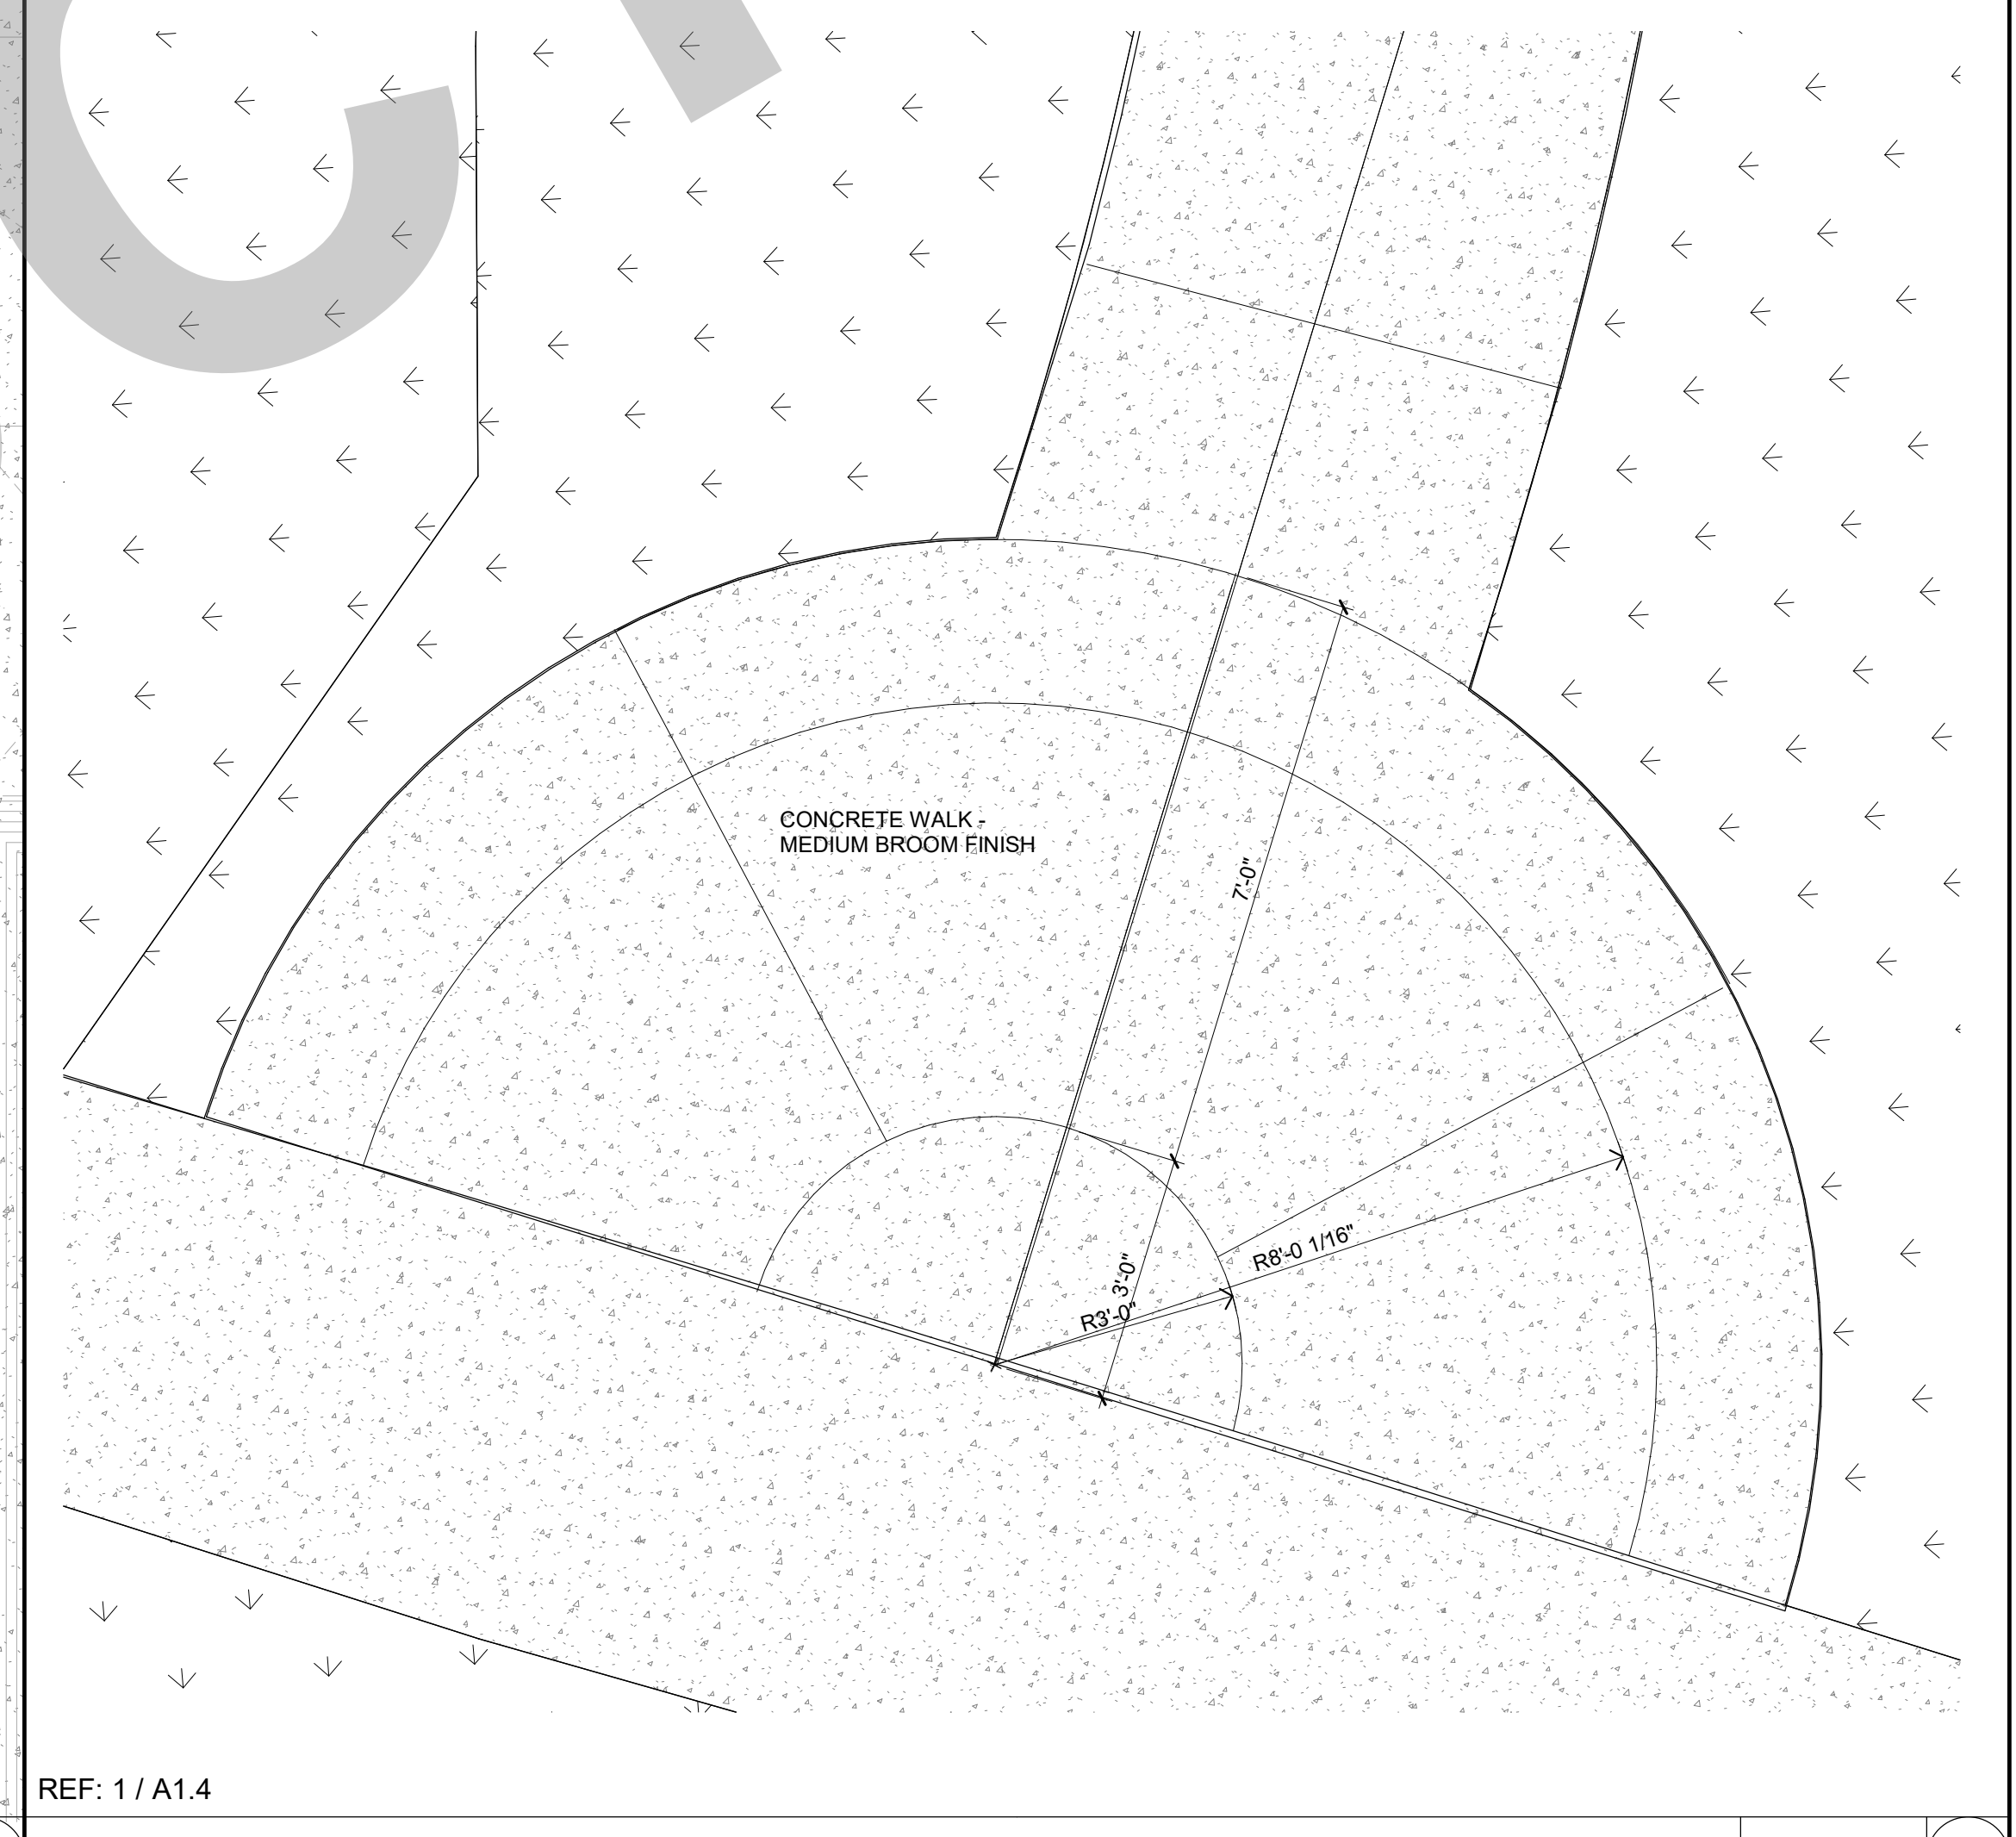 CONCRETE WALK -
MEDIUM BROOM FINISH
7'-0"
R8'-0 1/16"
3'-0"
R3'-0"
REF: 1 / A1.4